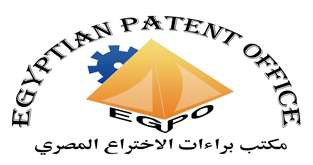 EGYPTIAN PATENT OFFICE
EGPO
مكتب براءات الاختراع المصري